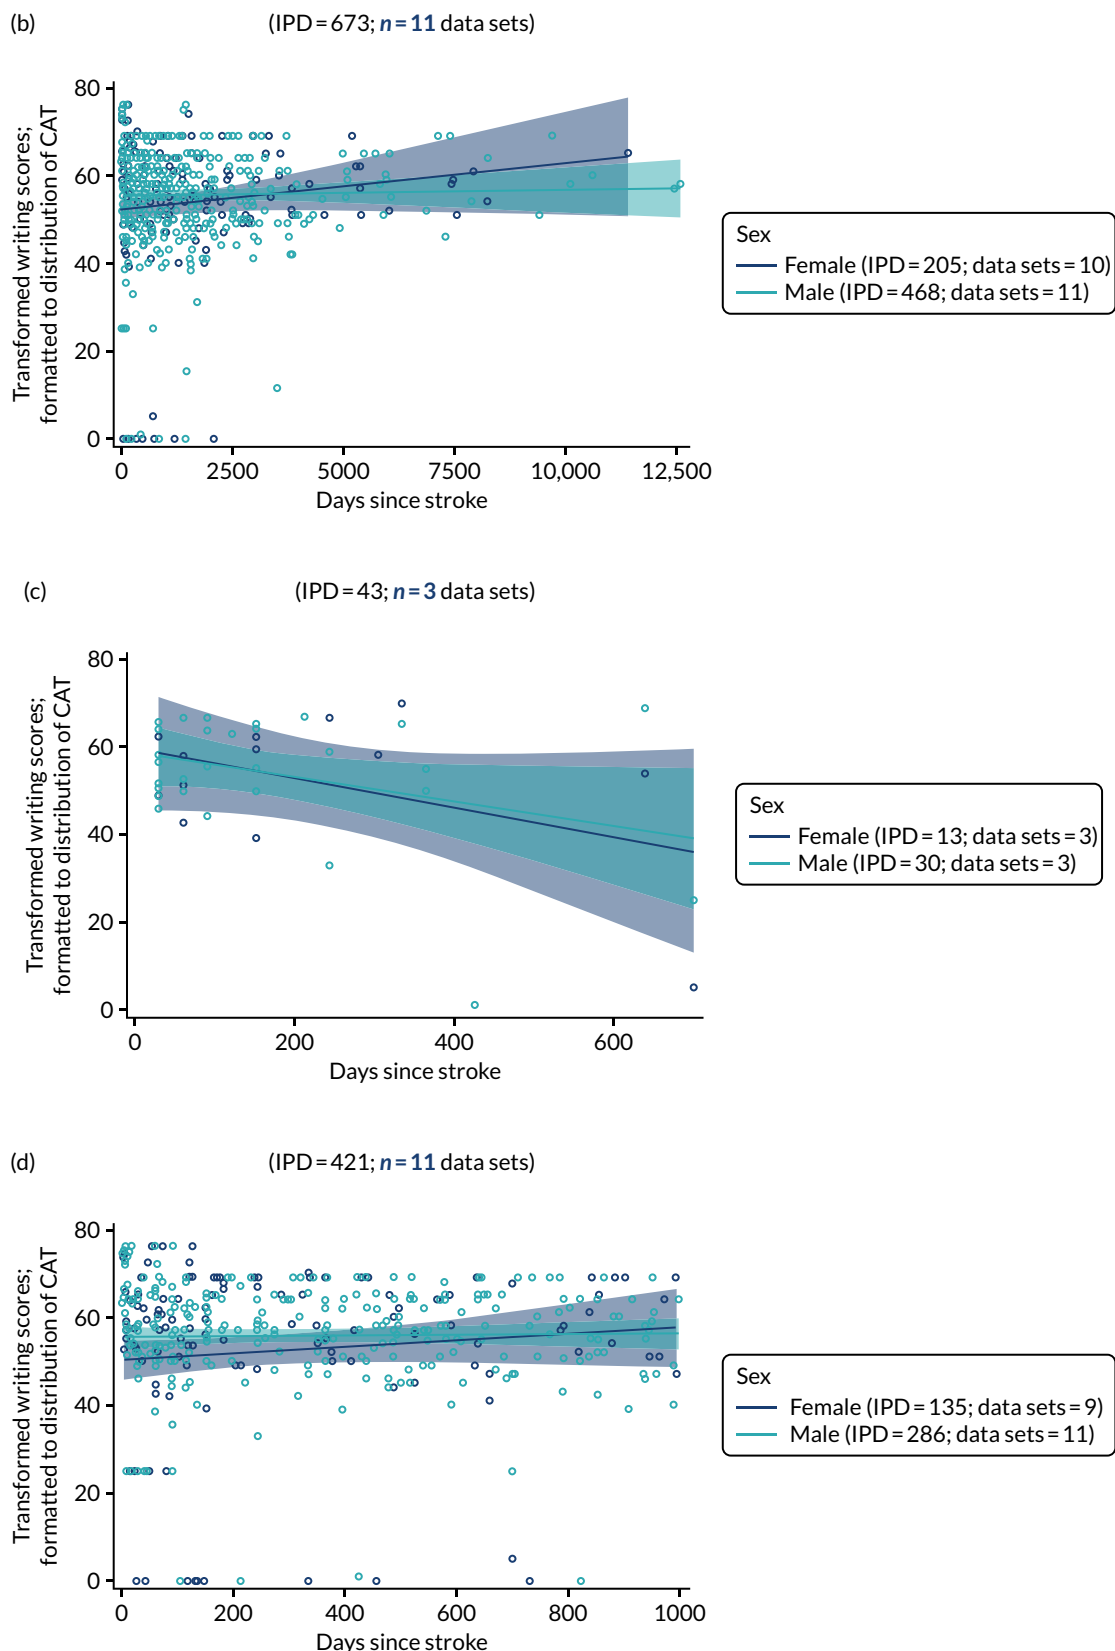 (b)
(IPD = 673; n = 11 data sets)
Transformed writing scores;
formatted to distribution of CAT
80
60
40
20
0
0 2500 5000 7500 10,000 12,500
Days since stroke
Sex
Female (IPD = 205; data sets = 10)
Male (IPD = 468; data sets = 11)
(c)
(IPD = 43; n = 3 data sets)
Transformed writing scores;
formatted to distribution of CAT
80
60
40
20
0
0 200 400 600
Days since stroke
Sex
Female (IPD = 13; data sets = 3)
Male (IPD = 30; data sets = 3)
(d)
(IPD = 421; n = 11 data sets)
Transformed writing scores;
formatted to distribution of CAT
80
60
40
20
0
0 200 400 600 800 1000
Days since stroke
Sex
Female (IPD = 135; data sets = 9)
Male (IPD = 286; data sets = 11)